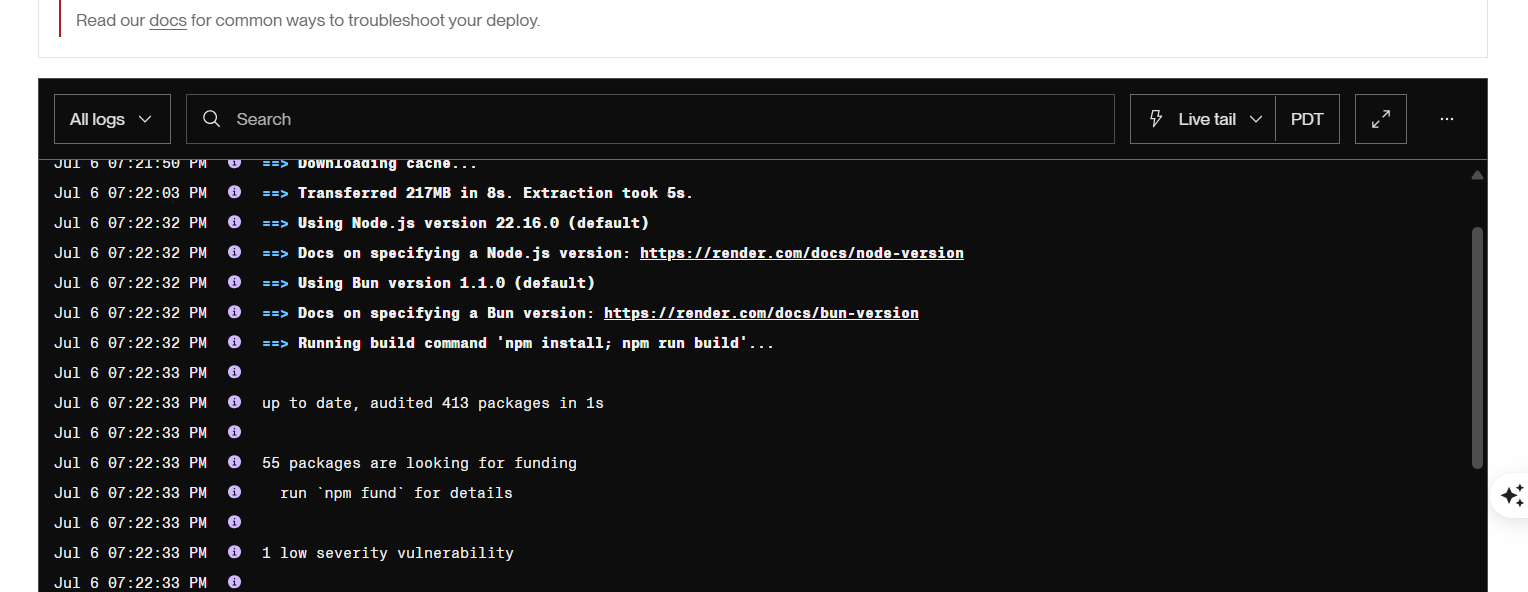 Read our docs for common ways to troubleshoot your deploy.
All logs
Search
Live tail
PDT
Jul 6 07:21:50 PM ==> Downloading cache...
Jul 6 07:22:03 PM ==> Transferred 217MB in 8s. Extraction took 5s.
Jul 6 07:22:32 PM ==> Using Node.js version 22.16.0 (default)
Jul 6 07:22:32 PM ==> Docs on specifying a Node.js version: https://render.com/docs/node-version
Jul 6 07:22:32 PM ==> Using Bun version 1.1.0 (default)
Jul 6 07:22:32 PM ==> Docs on specifying a Bun version: https://render.com/docs/bun-version
Jul 6 07:22:32 PM ==> Running build command 'npm install; npm run build'...
Jul 6 07:22:33 PM
Jul 6 07:22:33 PM up to date, audited 413 packages in 1s
Jul 6 07:22:33 PM
Jul 6 07:22:33 PM 55 packages are looking for funding
Jul 6 07:22:33 PM run `npm fund` for details
Jul 6 07:22:33 PM
Jul 6 07:22:33 PM 1 low severity vulnerability
Jul 6 07:22:33 PM